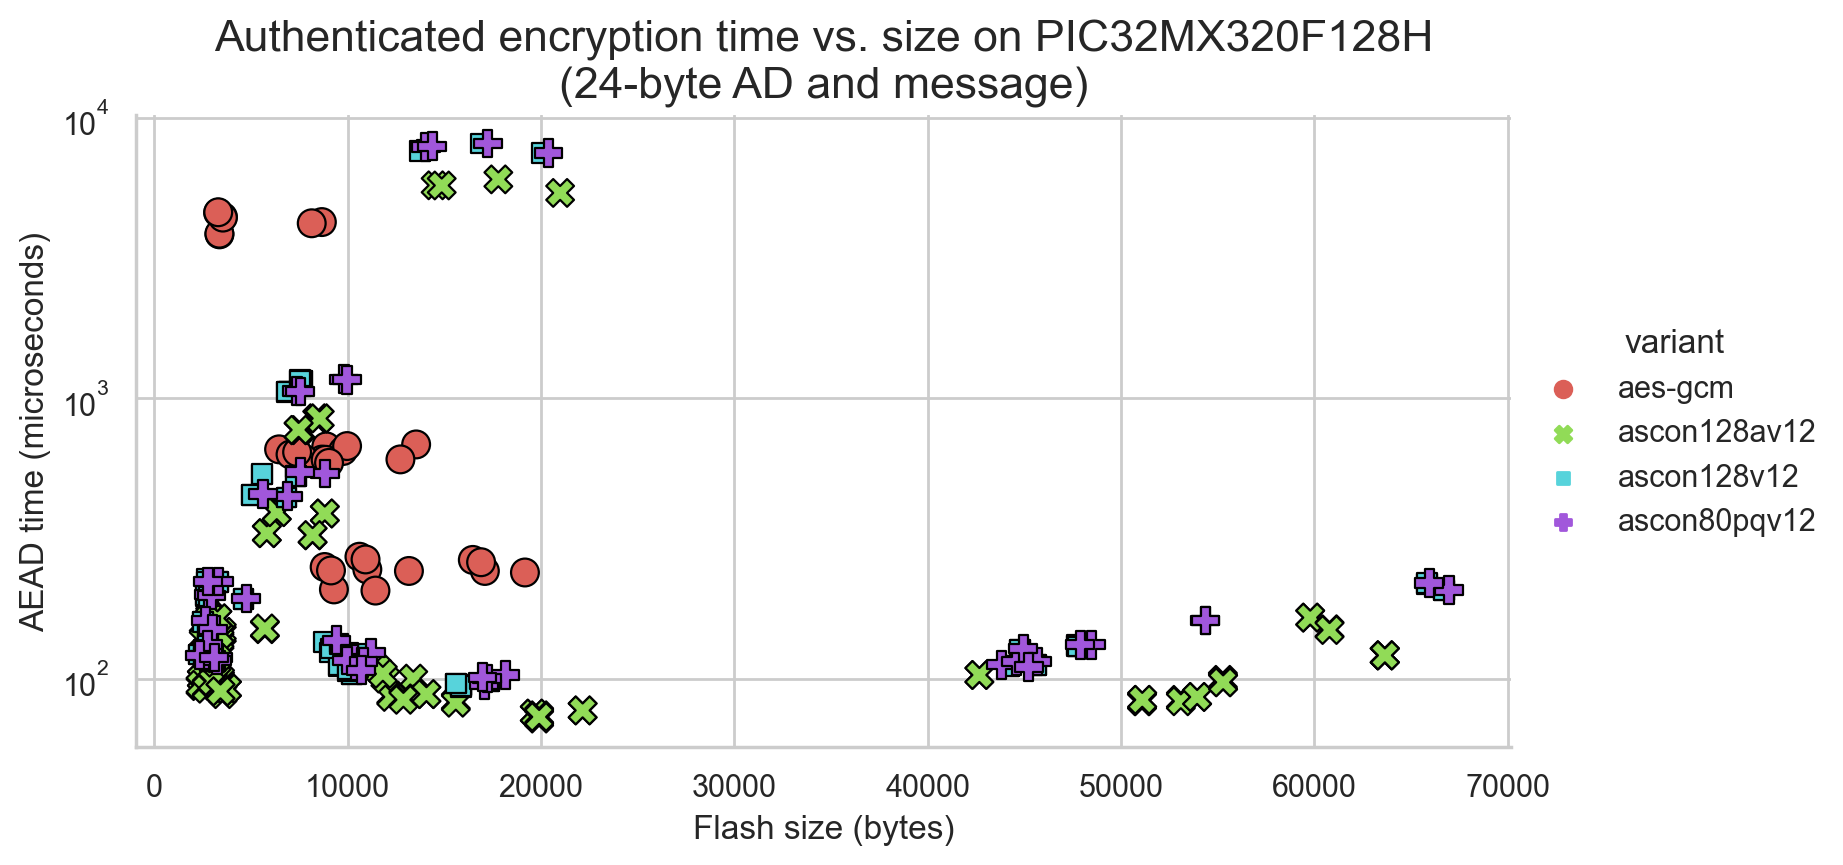 Authenticated encryption time vs. size on PIC32MX320F128H
(24-byte AD and message)
10^4
10^3
10^2
AEAD time (microseconds)
0 10000 20000 30000 40000 50000 60000 70000
Flash size (bytes)
variant
aes-gcm
ascon128av12
ascon128v12
ascon80pqv12